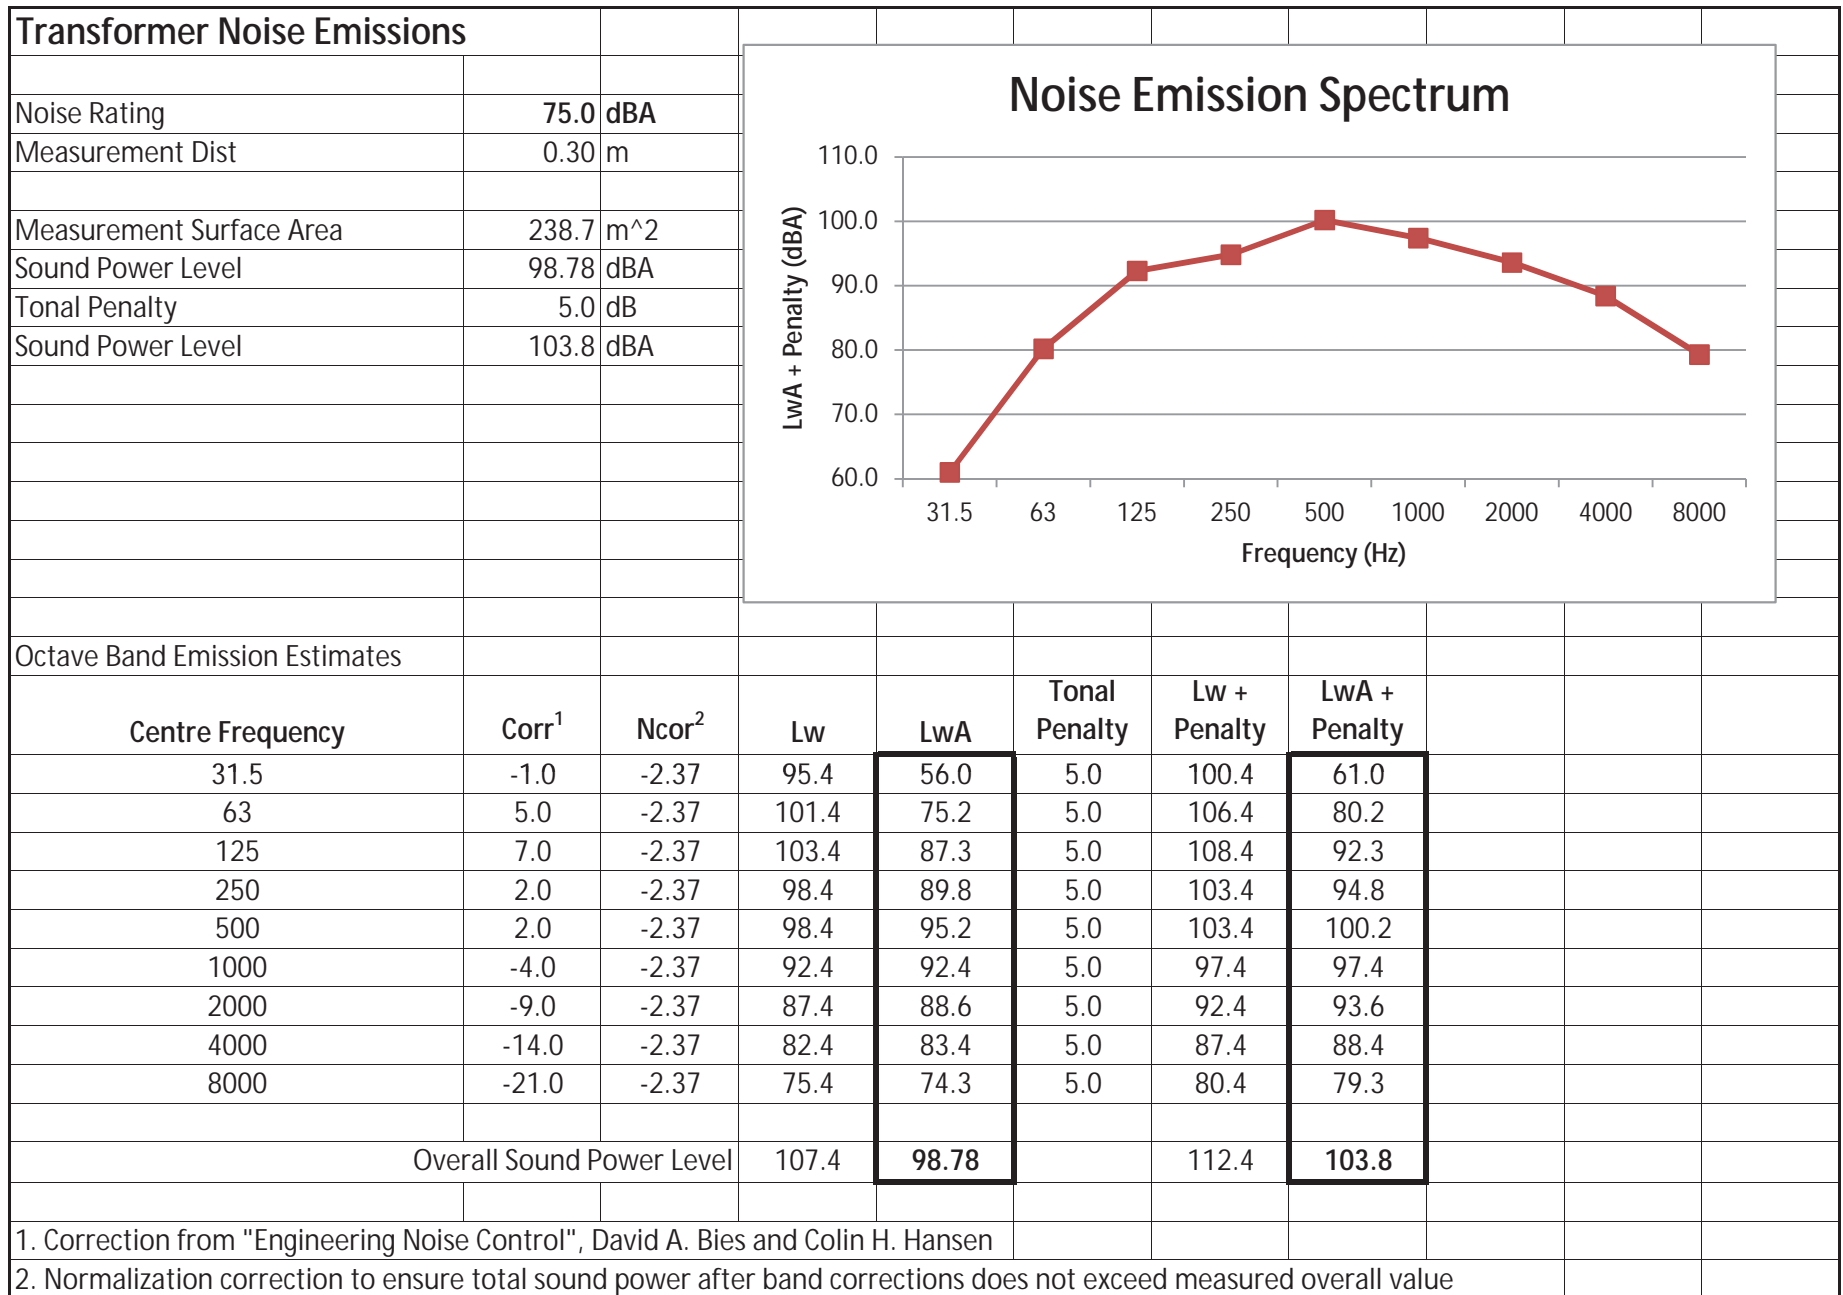 Transformer Noise Emissions
Noise Rating 75.0 dBA
Measurement Dist 0.30 m
Measurement Surface Area 238.7 m^2
Sound Power Level 98.78 dBA
Tonal Penalty 5.0 dB
Sound Power Level 103.8 dBA
Noise Emission Spectrum
LwA + Penalty (dBA)
110.0
100.0
90.0
80.0
70.0
60.0
31.5 63 125 250 500 1000 2000 4000 8000
Frequency (Hz)
Octave Band Emission Estimates
Centre Frequency Corr1 Ncor2 Lw LwA Tonal Penalty Lw + Penalty LwA + Penalty
31.5 -1.0 -2.37 95.4 56.0 5.0 100.4 61.0
63 5.0 -2.37 101.4 75.2 5.0 106.4 80.2
125 7.0 -2.37 103.4 87.3 5.0 108.4 92.3
250 2.0 -2.37 98.4 89.8 5.0 103.4 94.8
500 2.0 -2.37 98.4 95.2 5.0 103.4 100.2
1000 -4.0 -2.37 92.4 92.4 5.0 97.4 97.4
2000 -9.0 -2.37 87.4 88.6 5.0 92.4 93.6
4000 -14.0 -2.37 82.4 83.4 5.0 87.4 88.4
8000 -21.0 -2.37 75.4 74.3 5.0 80.4 79.3
Overall Sound Power Level 107.4 98.78 112.4 103.8
1. Correction from "Engineering Noise Control", David A. Bies and Colin H. Hansen
2. Normalization correction to ensure total sound power after band corrections does not exceed measured overall value